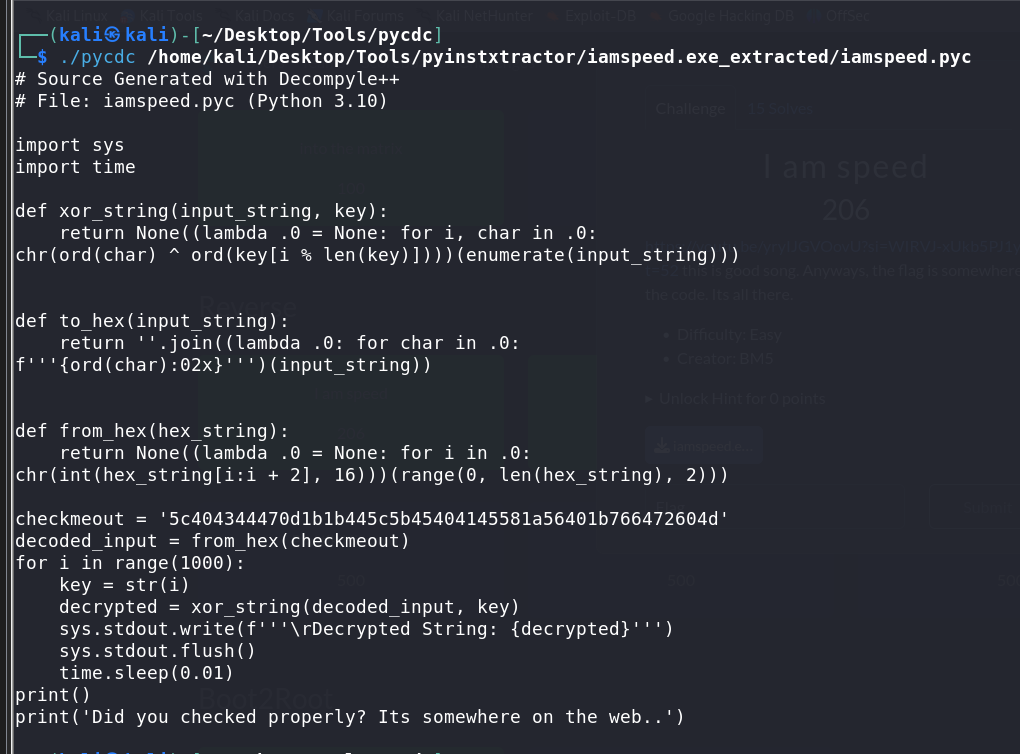 Kali Linux Kali Tools Kali Docs Kali Forums Kali NetHunter Exploit-DB Google Hacking DB OffSec
┌──(kali㉿kali)-[~/Desktop/Tools/pycdc]
└─$ ./pycdc /home/kali/Desktop/Tools/pyinstxtractor/iamspeed.exe_extracted/iamspeed.pyc
# Source Generated with Decompyle++
# File: iamspeed.pyc (Python 3.10)
import sys
import time
def xor_string(input_string, key):
    return None((lambda .0 = None: for i, char in .0:
chr(ord(char) ^ ord(key[i % len(key)])))(enumerate(input_string)))
def to_hex(input_string):
    return ''.join((lambda .0: for char in .0:
f'''{ord(char):02x}''')(input_string))
def from_hex(hex_string):
    return None((lambda .0 = None: for i in .0:
chr(int(hex_string[i:i + 2], 16)))(range(0, len(hex_string), 2)))
checkmeout = '5c404344470d1b1b445c5b45404145581a56401b766472604d'
decoded_input = from_hex(checkmeout)
for i in range(1000):
    key = str(i)
    decrypted = xor_string(decoded_input, key)
    sys.stdout.write(f'''\rDecrypted String: {decrypted}''')
    sys.stdout.flush()
    time.sleep(0.01)
print()
print('Did you checked properly? Its somewhere on the web..')
Challenge 15 Solves
I am speed
206
this is good song. Anyways, the flag is somewhere
the code. Its all there.
Difficulty: Easy
Creator: BMS
Unlock Hint for 0 points
iamspeed.e...
Reverse
Boot2Root